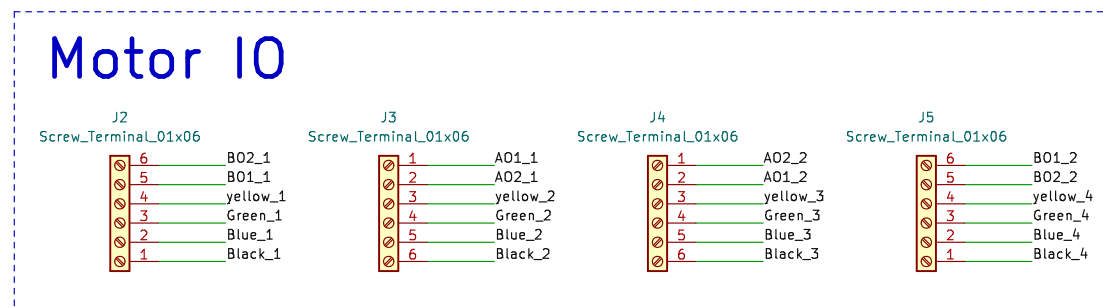 Motor IO
J2
Screw_Terminal_01x06
6 BO2_1
5 BO1_1
4 yellow_1
3 Green_1
2 Blue_1
1 Black_1
J3
Screw_Terminal_01x06
1 AO1_1
2 AO2_1
3 yellow_2
4 Green_2
5 Blue_2
6 Black_2
J4
Screw_Terminal_01x06
1 AO2_2
2 AO1_2
3 yellow_3
4 Green_3
5 Blue_3
6 Black_3
J5
Screw_Terminal_01x06
6 BO1_2
5 BO2_2
4 yellow_4
3 Green_4
2 Blue_4
1 Black_4